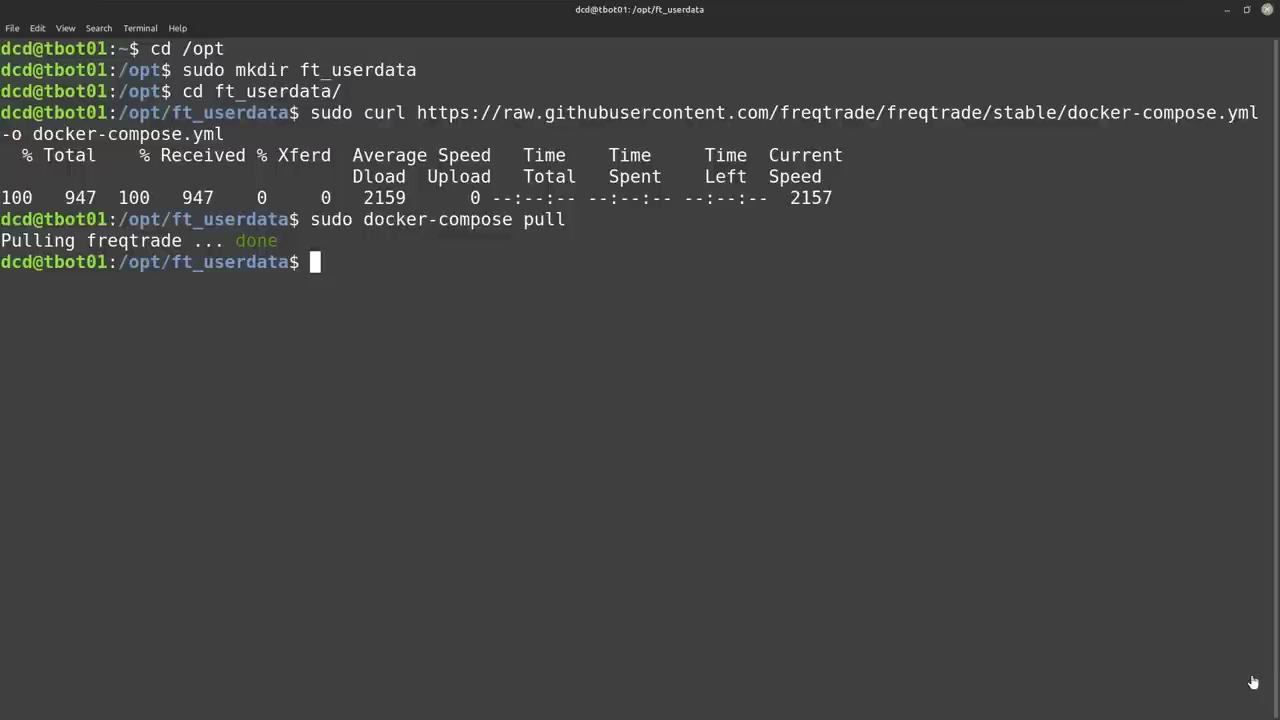 dcd@tbot01: /opt/ft_userdata
File Edit View Search Terminal Help
dcd@tbot01:~$ cd /opt
dcd@tbot01:/opt$ sudo mkdir ft_userdata
dcd@tbot01:/opt$ cd ft_userdata/
dcd@tbot01:/opt/ft_userdata$ sudo curl https://raw.githubusercontent.com/freqtrade/freqtrade/stable/docker-compose.yml
-o docker-compose.yml
% Total % Received % Xferd Average Speed Time Time Time Current
Dload Upload Total Spent Left Speed
100 947 100 947 0 0 2159 0 --:--:-- --:--:-- --:--:-- 2157
dcd@tbot01:/opt/ft_userdata$ sudo docker-compose pull
Pulling freqtrade ... done
dcd@tbot01:/opt/ft_userdata$